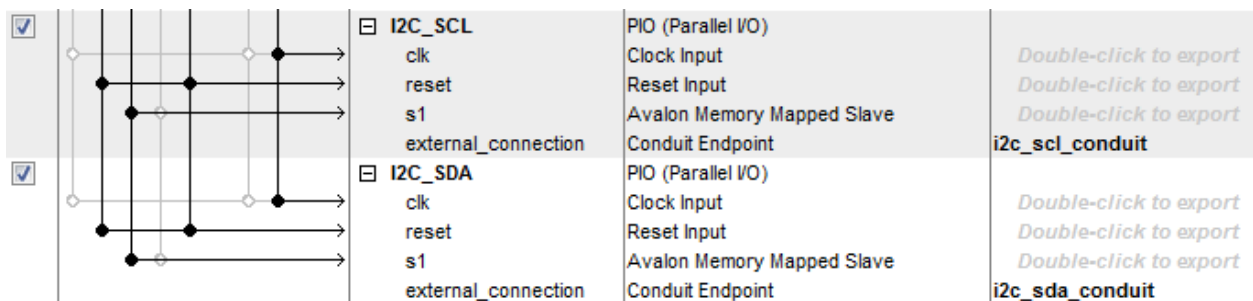 I2C_SCL PIO (Parallel I/O)
clk Clock Input Double-click to export
reset Reset Input Double-click to export
s1 Avalon Memory Mapped Slave Double-click to export
external_connection Conduit Endpoint i2c_scl_conduit
I2C_SDA PIO (Parallel I/O)
clk Clock Input Double-click to export
reset Reset Input Double-click to export
s1 Avalon Memory Mapped Slave Double-click to export
external_connection Conduit Endpoint i2c_sda_conduit